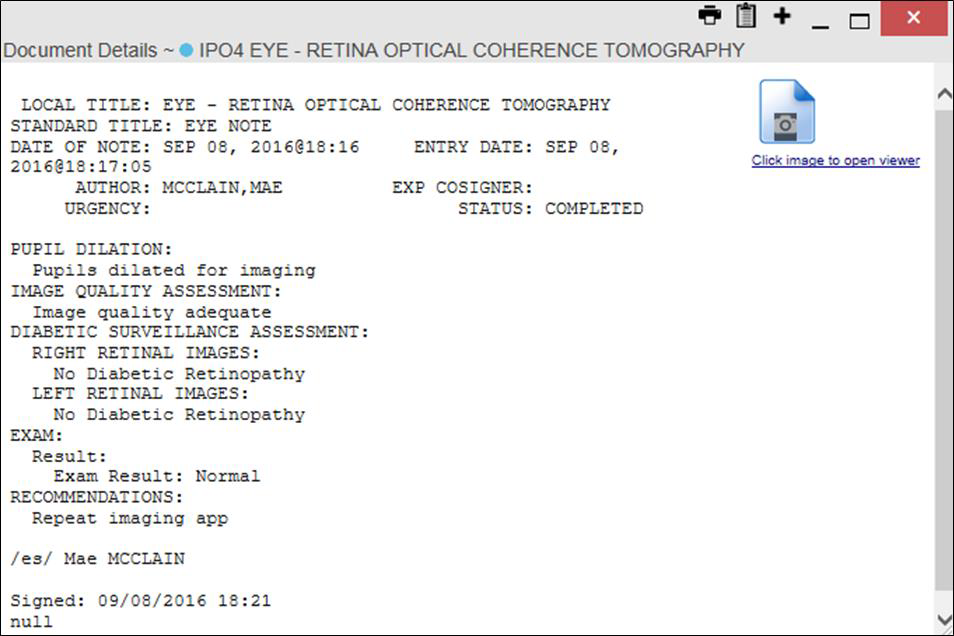 Document Details ~ IPO4 EYE - RETINA OPTICAL COHERENCE TOMOGRAPHY
LOCAL TITLE: EYE - RETINA OPTICAL COHERENCE TOMOGRAPHY
STANDARD TITLE: EYE NOTE
DATE OF NOTE: SEP 08, 2016@18:16     ENTRY DATE: SEP 08,
2016@18:17:05
AUTHOR: MCCLAIN,MAE          EXP COSIGNER:
URGENCY:                            STATUS: COMPLETED
Click image to open viewer
PUPIL DILATION:
Pupils dilated for imaging
IMAGE QUALITY ASSESSMENT:
Image quality adequate
DIABETIC SURVEILLANCE ASSESSMENT:
RIGHT RETINAL IMAGES:
No Diabetic Retinopathy
LEFT RETINAL IMAGES:
No Diabetic Retinopathy
EXAM:
Result:
Exam Result: Normal
RECOMMENDATIONS:
Repeat imaging app
/es/ Mae MCCLAIN
Signed: 09/08/2016 18:21
null